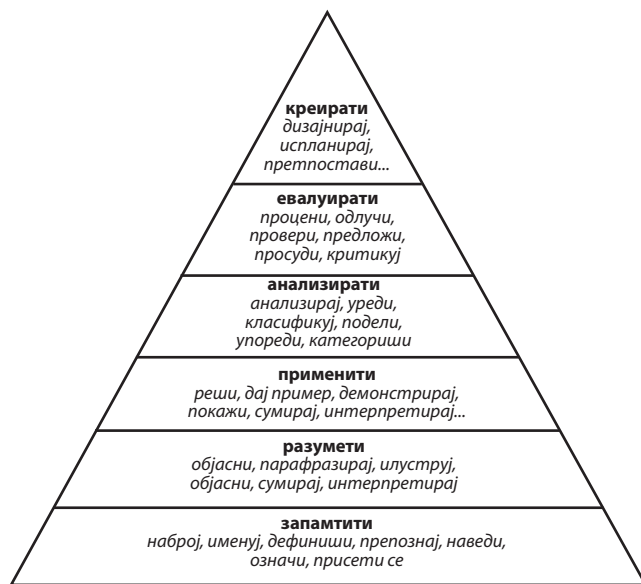 креирати
дизајнирај,
испланирај,
претпостави...
евалуирати
процени, одлучи,
провери, предложи,
просуди, критикуј
анализирати
анализирај, уреди,
класификуј, подели,
упореди, категориши
применити
реши, дај пример, демонстрирај,
покажи, сумирај, интерпретирај...
разумети
објасни, парафразирај, илуструј,
објасни, сумирај, интерпретирај
запамтити
наброј, именуј, дефиниши, препознај, наведи,
означи, присети се